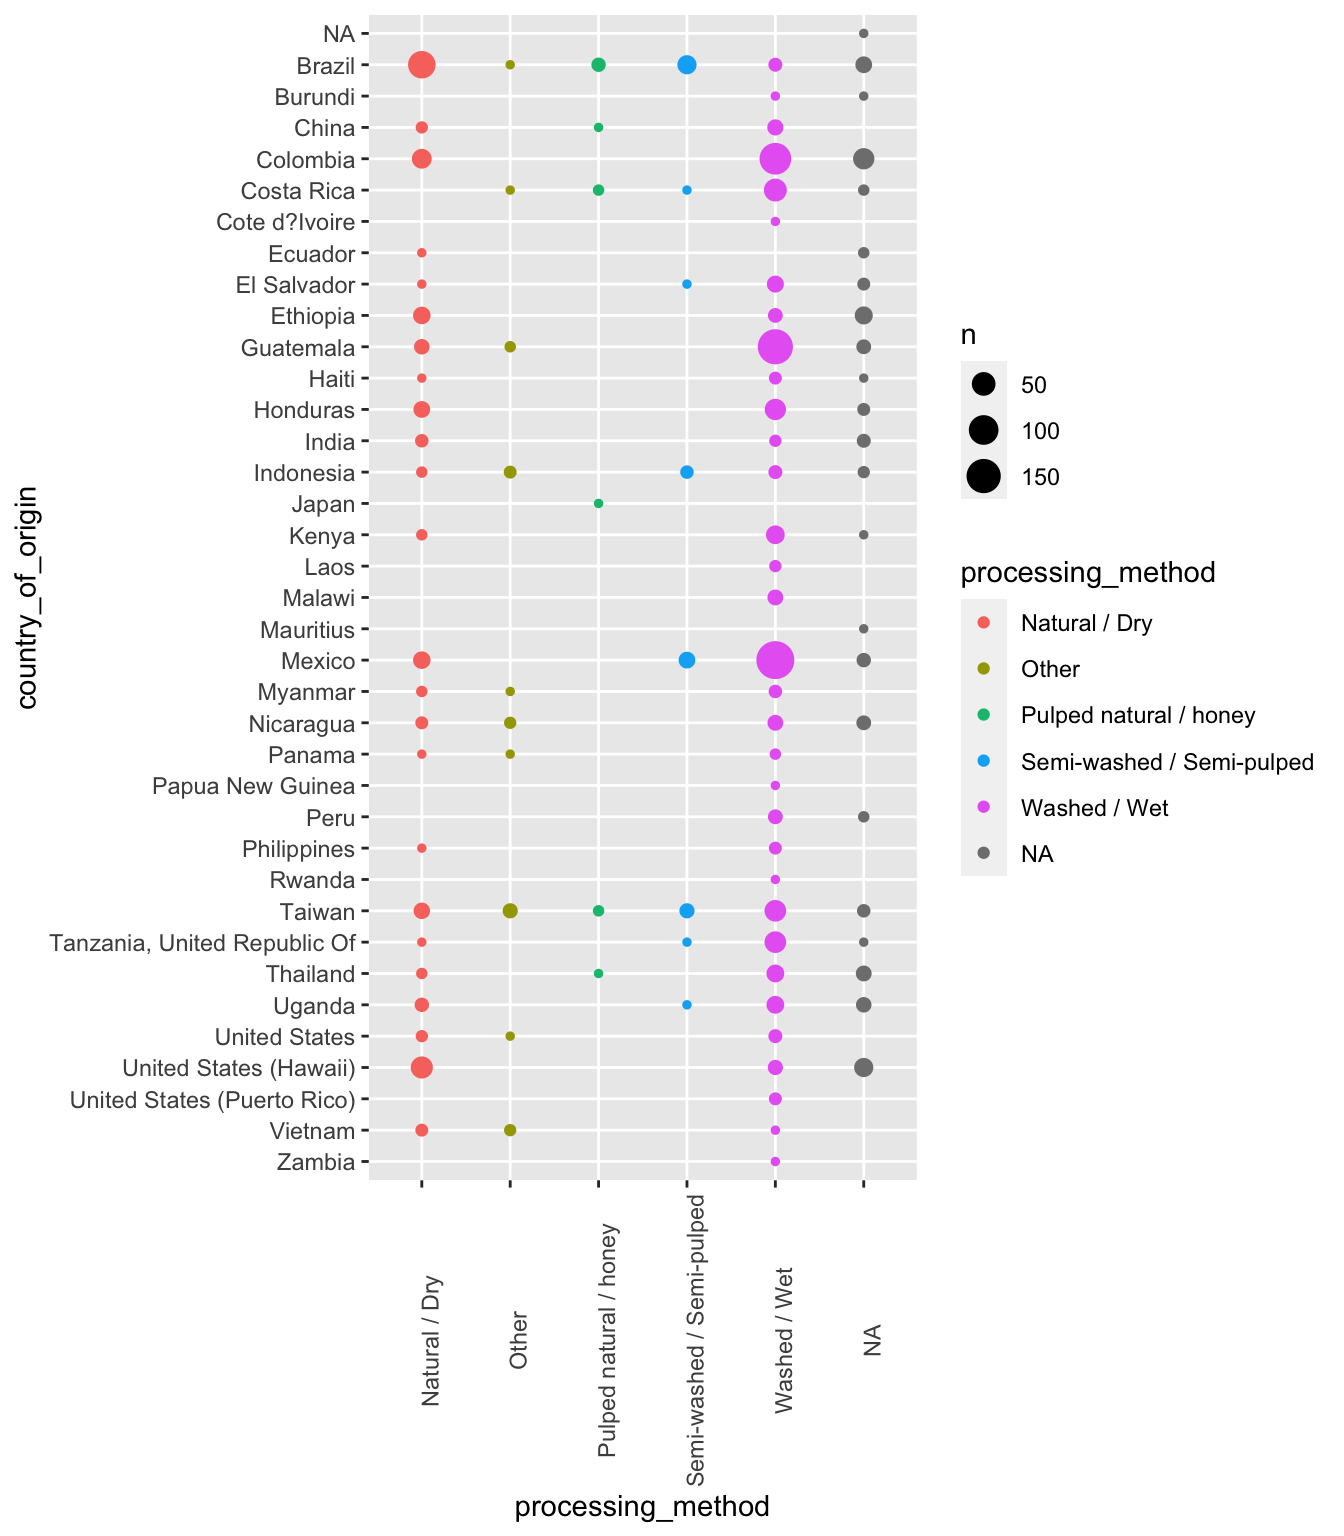 NA
Brazil
Burundi
China
Colombia
Costa Rica
Cote d?Ivoire
Ecuador
El Salvador
Ethiopia
Guatemala
Haiti
Honduras
India
Indonesia
Japan
Kenya
Laos
Malawi
Mauritius
Mexico
Myanmar
Nicaragua
Panama
Papua New Guinea
Peru
Philippines
Rwanda
Taiwan
Tanzania, United Republic Of
Thailand
Uganda
United States
United States (Hawaii)
United States (Puerto Rico)
Vietnam
Zambia
country_of_origin
Natural / Dry
Other
Pulped natural / honey
Semi-washed / Semi-pulped
Washed / Wet
NA
processing_method
n
50
100
150
processing_method
Natural / Dry
Other
Pulped natural / honey
Semi-washed / Semi-pulped
Washed / Wet
NA